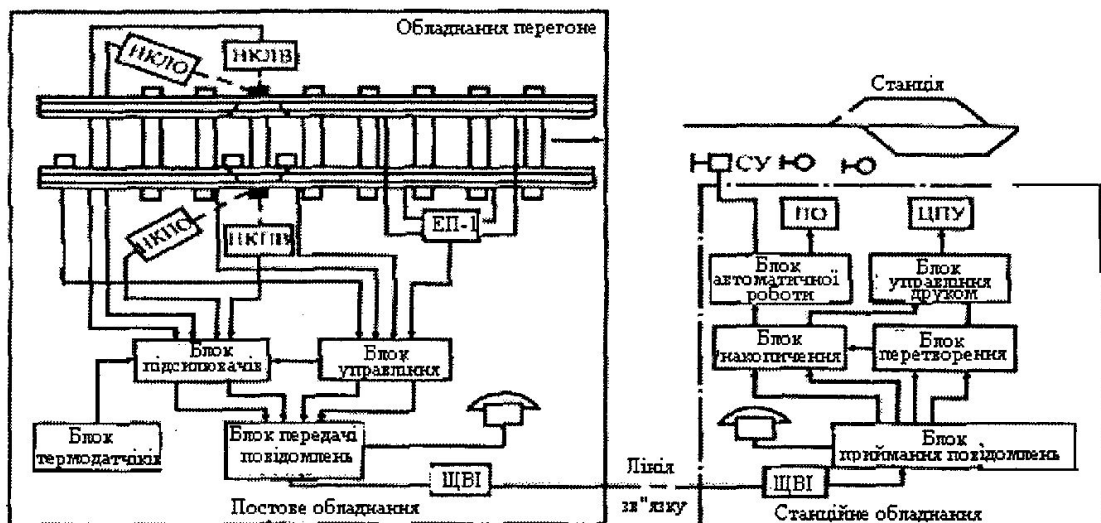 Обладнання перегоне
НКЛО
НКЛВ
НКПО
НКПВ
ЕП-1
Блок
підсилювачів
Блок
управління
Блок
термодатчіків
Блок передачі
повідомлень
ЩВІ
Постове обладнання
Лінія
зв"язку
Станція
СУ
ПО
ЦПУ
Блок
автоматичної
роботи
Блок
управління
друком
Блок
накопичення
Блок
перетворення
Блок
приймання повідомлень
ЩВІ
Станційне обладнання